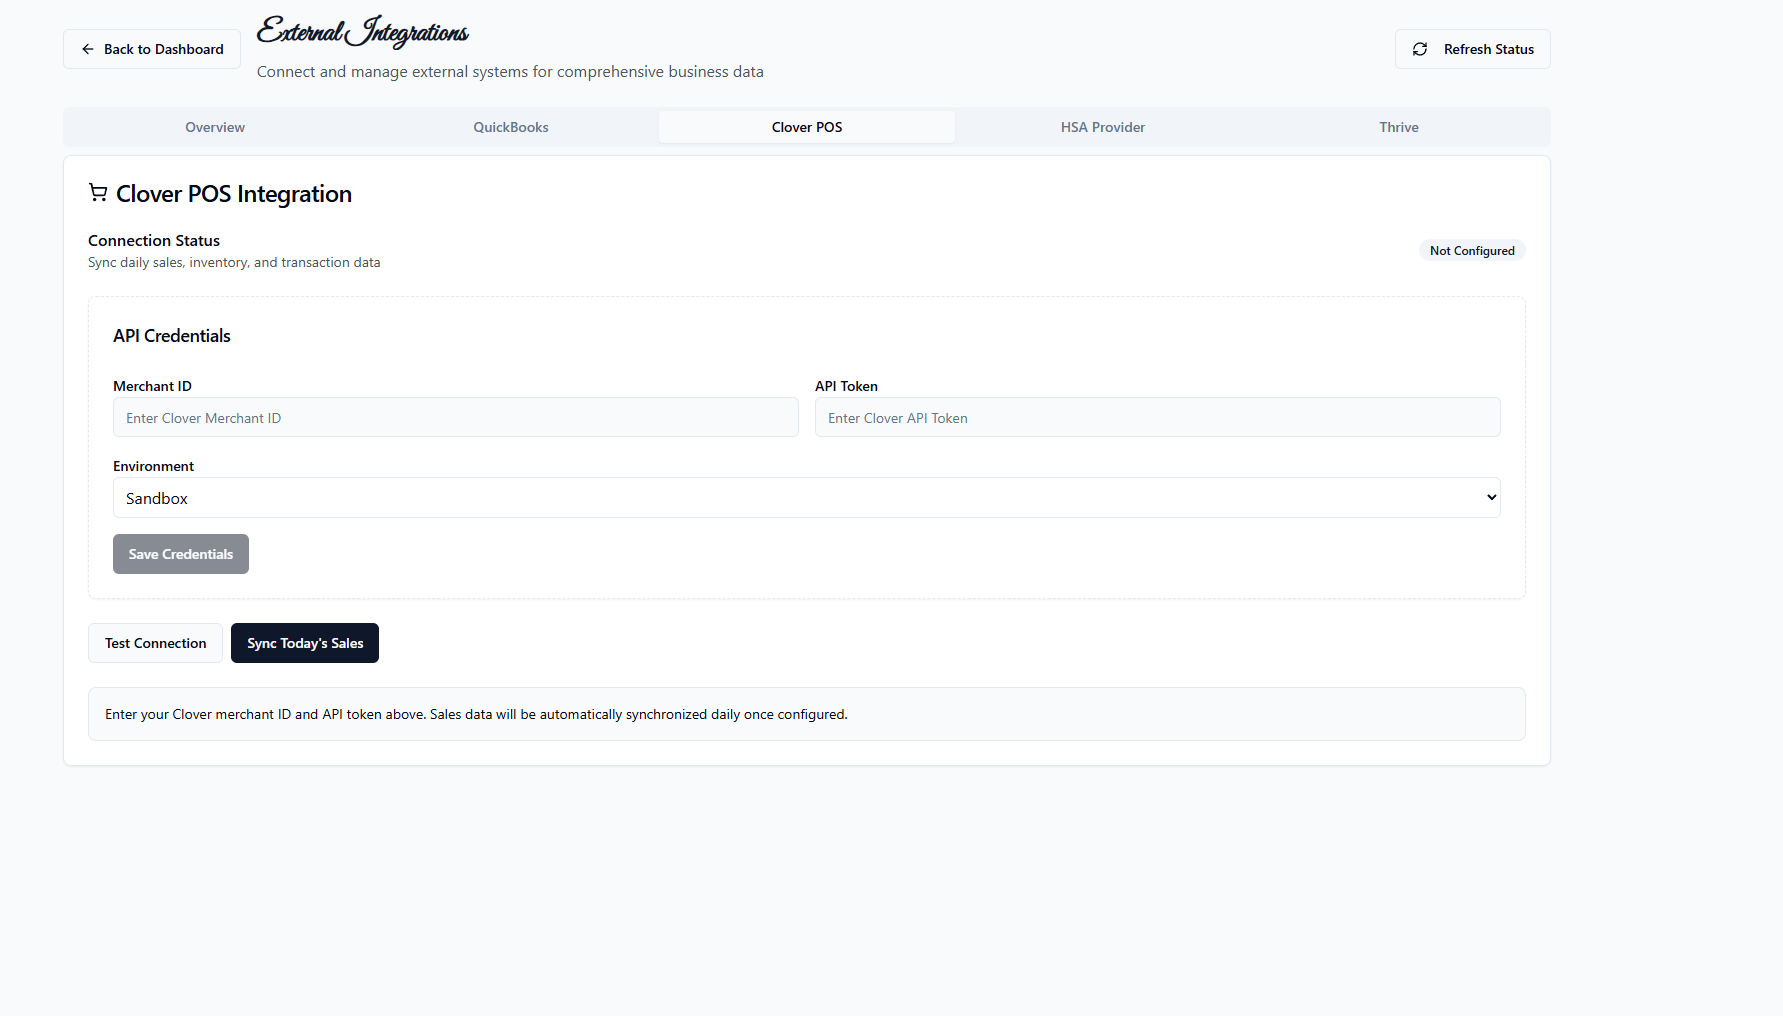 Back to Dashboard
External Integrations
Connect and manage external systems for comprehensive business data
Refresh Status
Overview
QuickBooks
Clover POS
HSA Provider
Thrive
Clover POS Integration
Connection Status
Sync daily sales, inventory, and transaction data
Not Configured
API Credentials
Merchant ID
Enter Clover Merchant ID
API Token
Enter Clover API Token
Environment
Sandbox
Save Credentials
Test Connection
Sync Today's Sales
Enter your Clover merchant ID and API token above. Sales data will be automatically synchronized daily once configured.